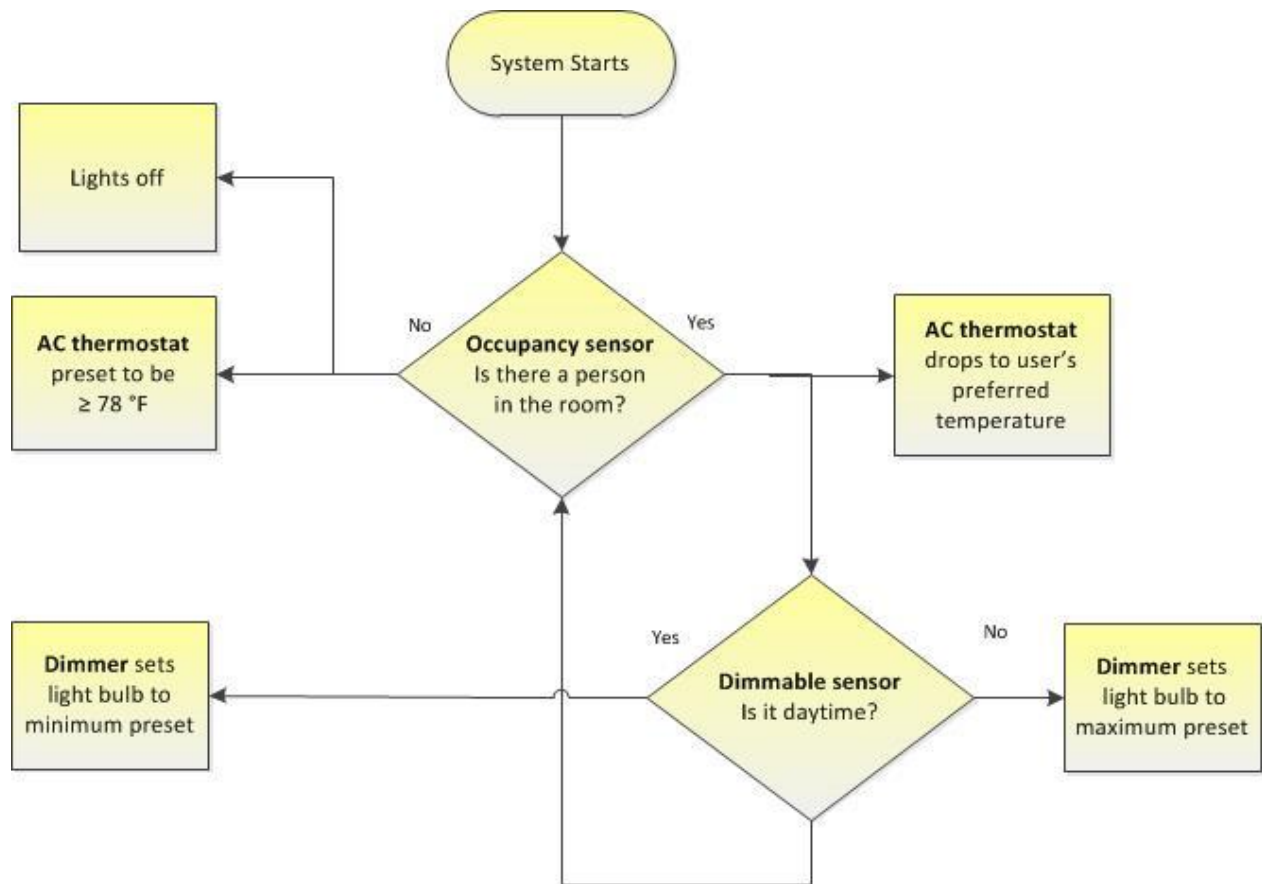 System Starts
Lights off
No
Yes
AC thermostat
preset to be
≥ 78 °F
Occupancy sensor
Is there a person
in the room?
AC thermostat
drops to user's
preferred
temperature
Yes
No
Dimmer sets
light bulb to
minimum preset
Dimmable sensor
Is it daytime?
Dimmer sets
light bulb to
maximum preset